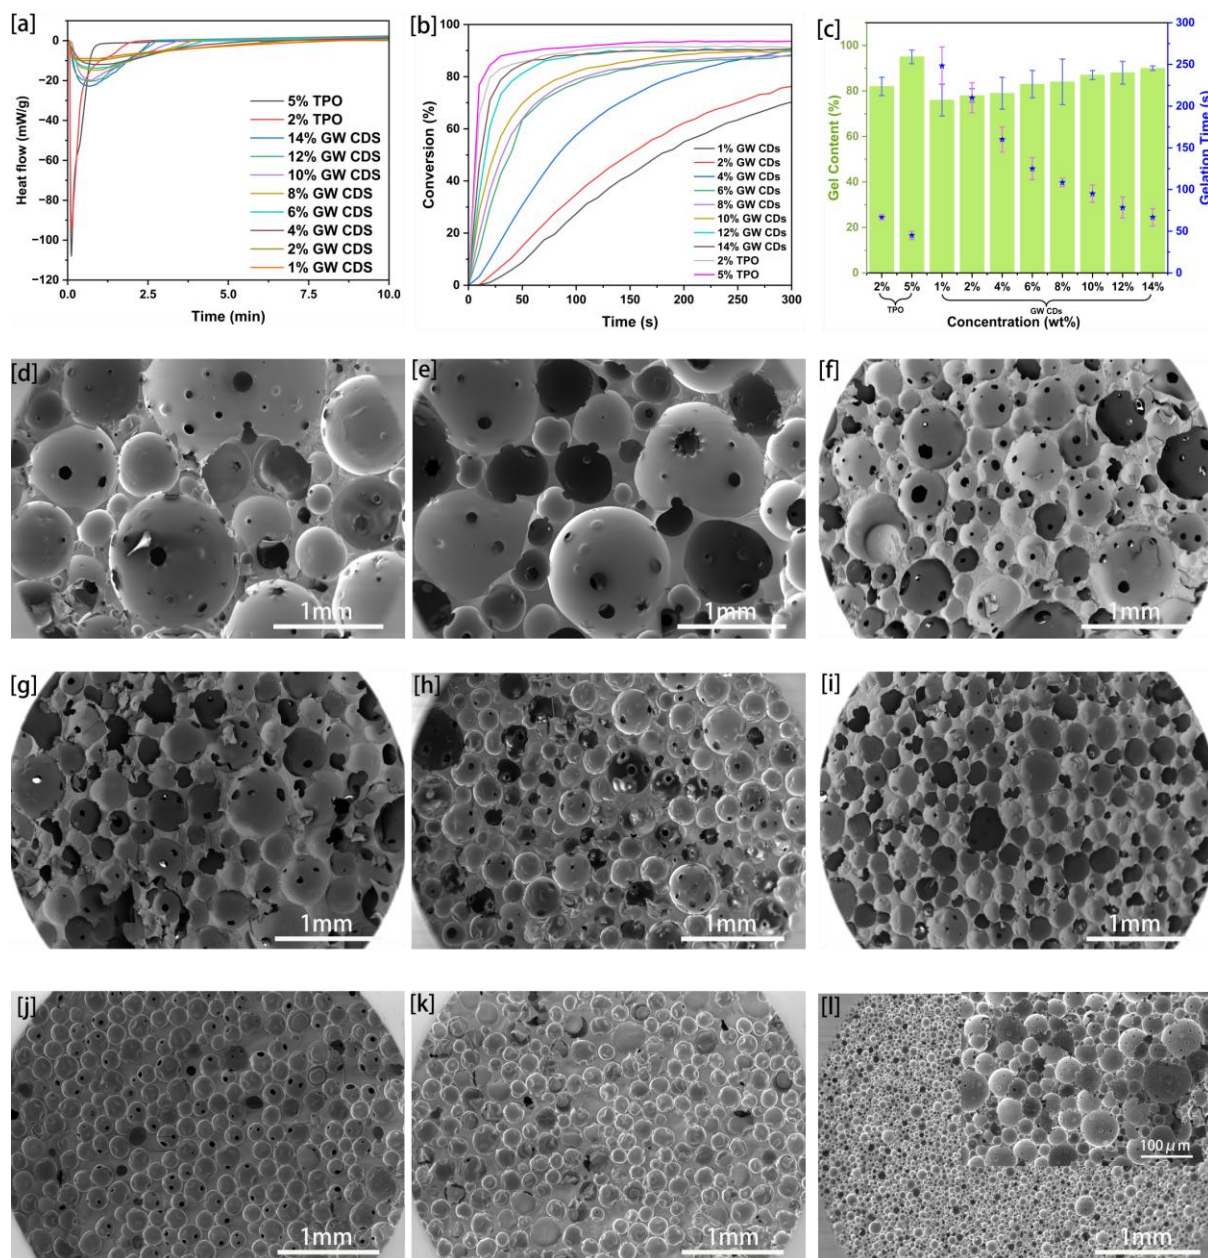 [a]
0
−20
−40
−60
−80
−100
−120
Heat flow (mW/g)
5% TPO
2% TPO
14% GW CDS
12% GW CDS
10% GW CDS
8% GW CDS
6% GW CDS
4% GW CDS
2% GW CDS
1% GW CDS
0.0 2.5 5.0 7.5 10.0
Time (min)
[b]
100
80
60
40
20
0
Conversion (%)
1% GW CDs
2% GW CDs
4% GW CDs
6% GW CDs
8% GW CDs
10% GW CDs
12% GW CDs
14% GW CDs
2% TPO
5% TPO
0 50 100 150 200 250 300
Time (s)
[c]
100
80
60
40
20
0
Gel Content (%)
300
250
200
150
100
50
0
Gelation Time (s)
2% 5% 1% 2% 4% 6% 8% 10% 12% 14%
TPO GW CDs
Concentration (wt%)
[d]
1mm
[e]
1mm
[f]
1mm
[g]
1mm
[h]
1mm
[i]
1mm
[j]
1mm
[k]
1mm
[l]
100 μm
1mm